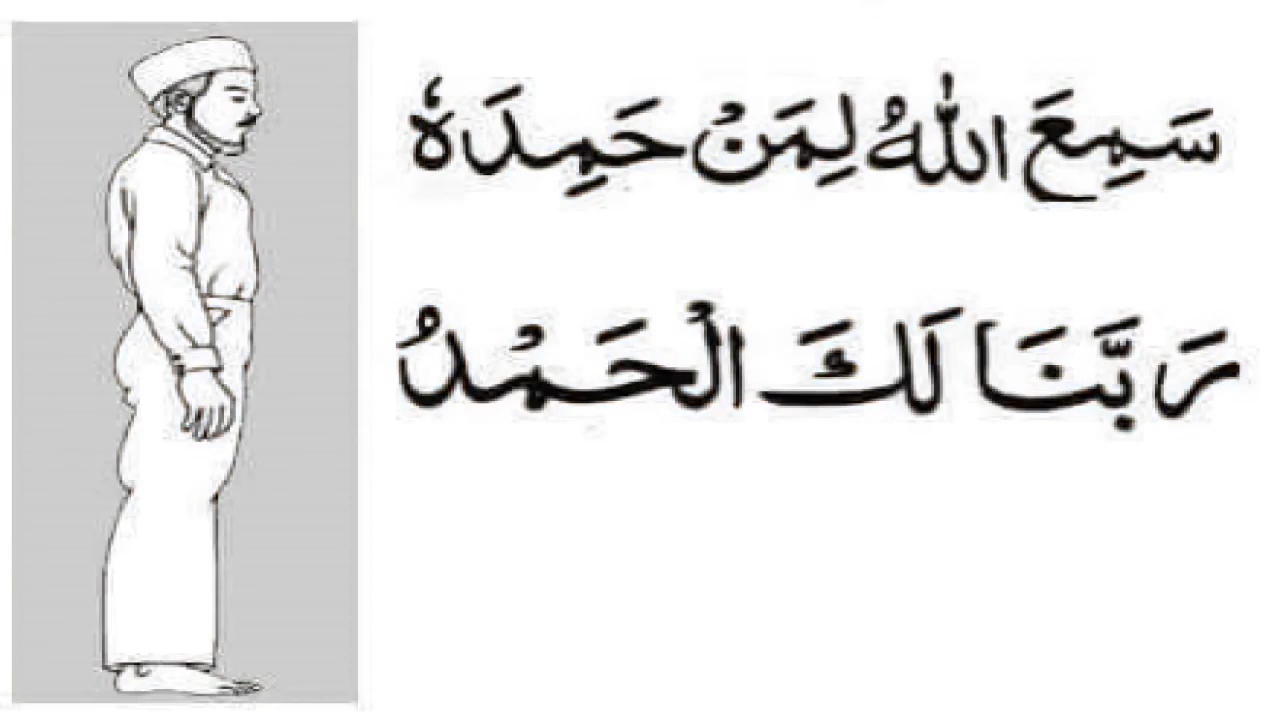 سَمِعَ اللّٰهُ لِمَنْ حَمِدَهٗ
رَبَّنَا لَكَ الْحَمْدُ